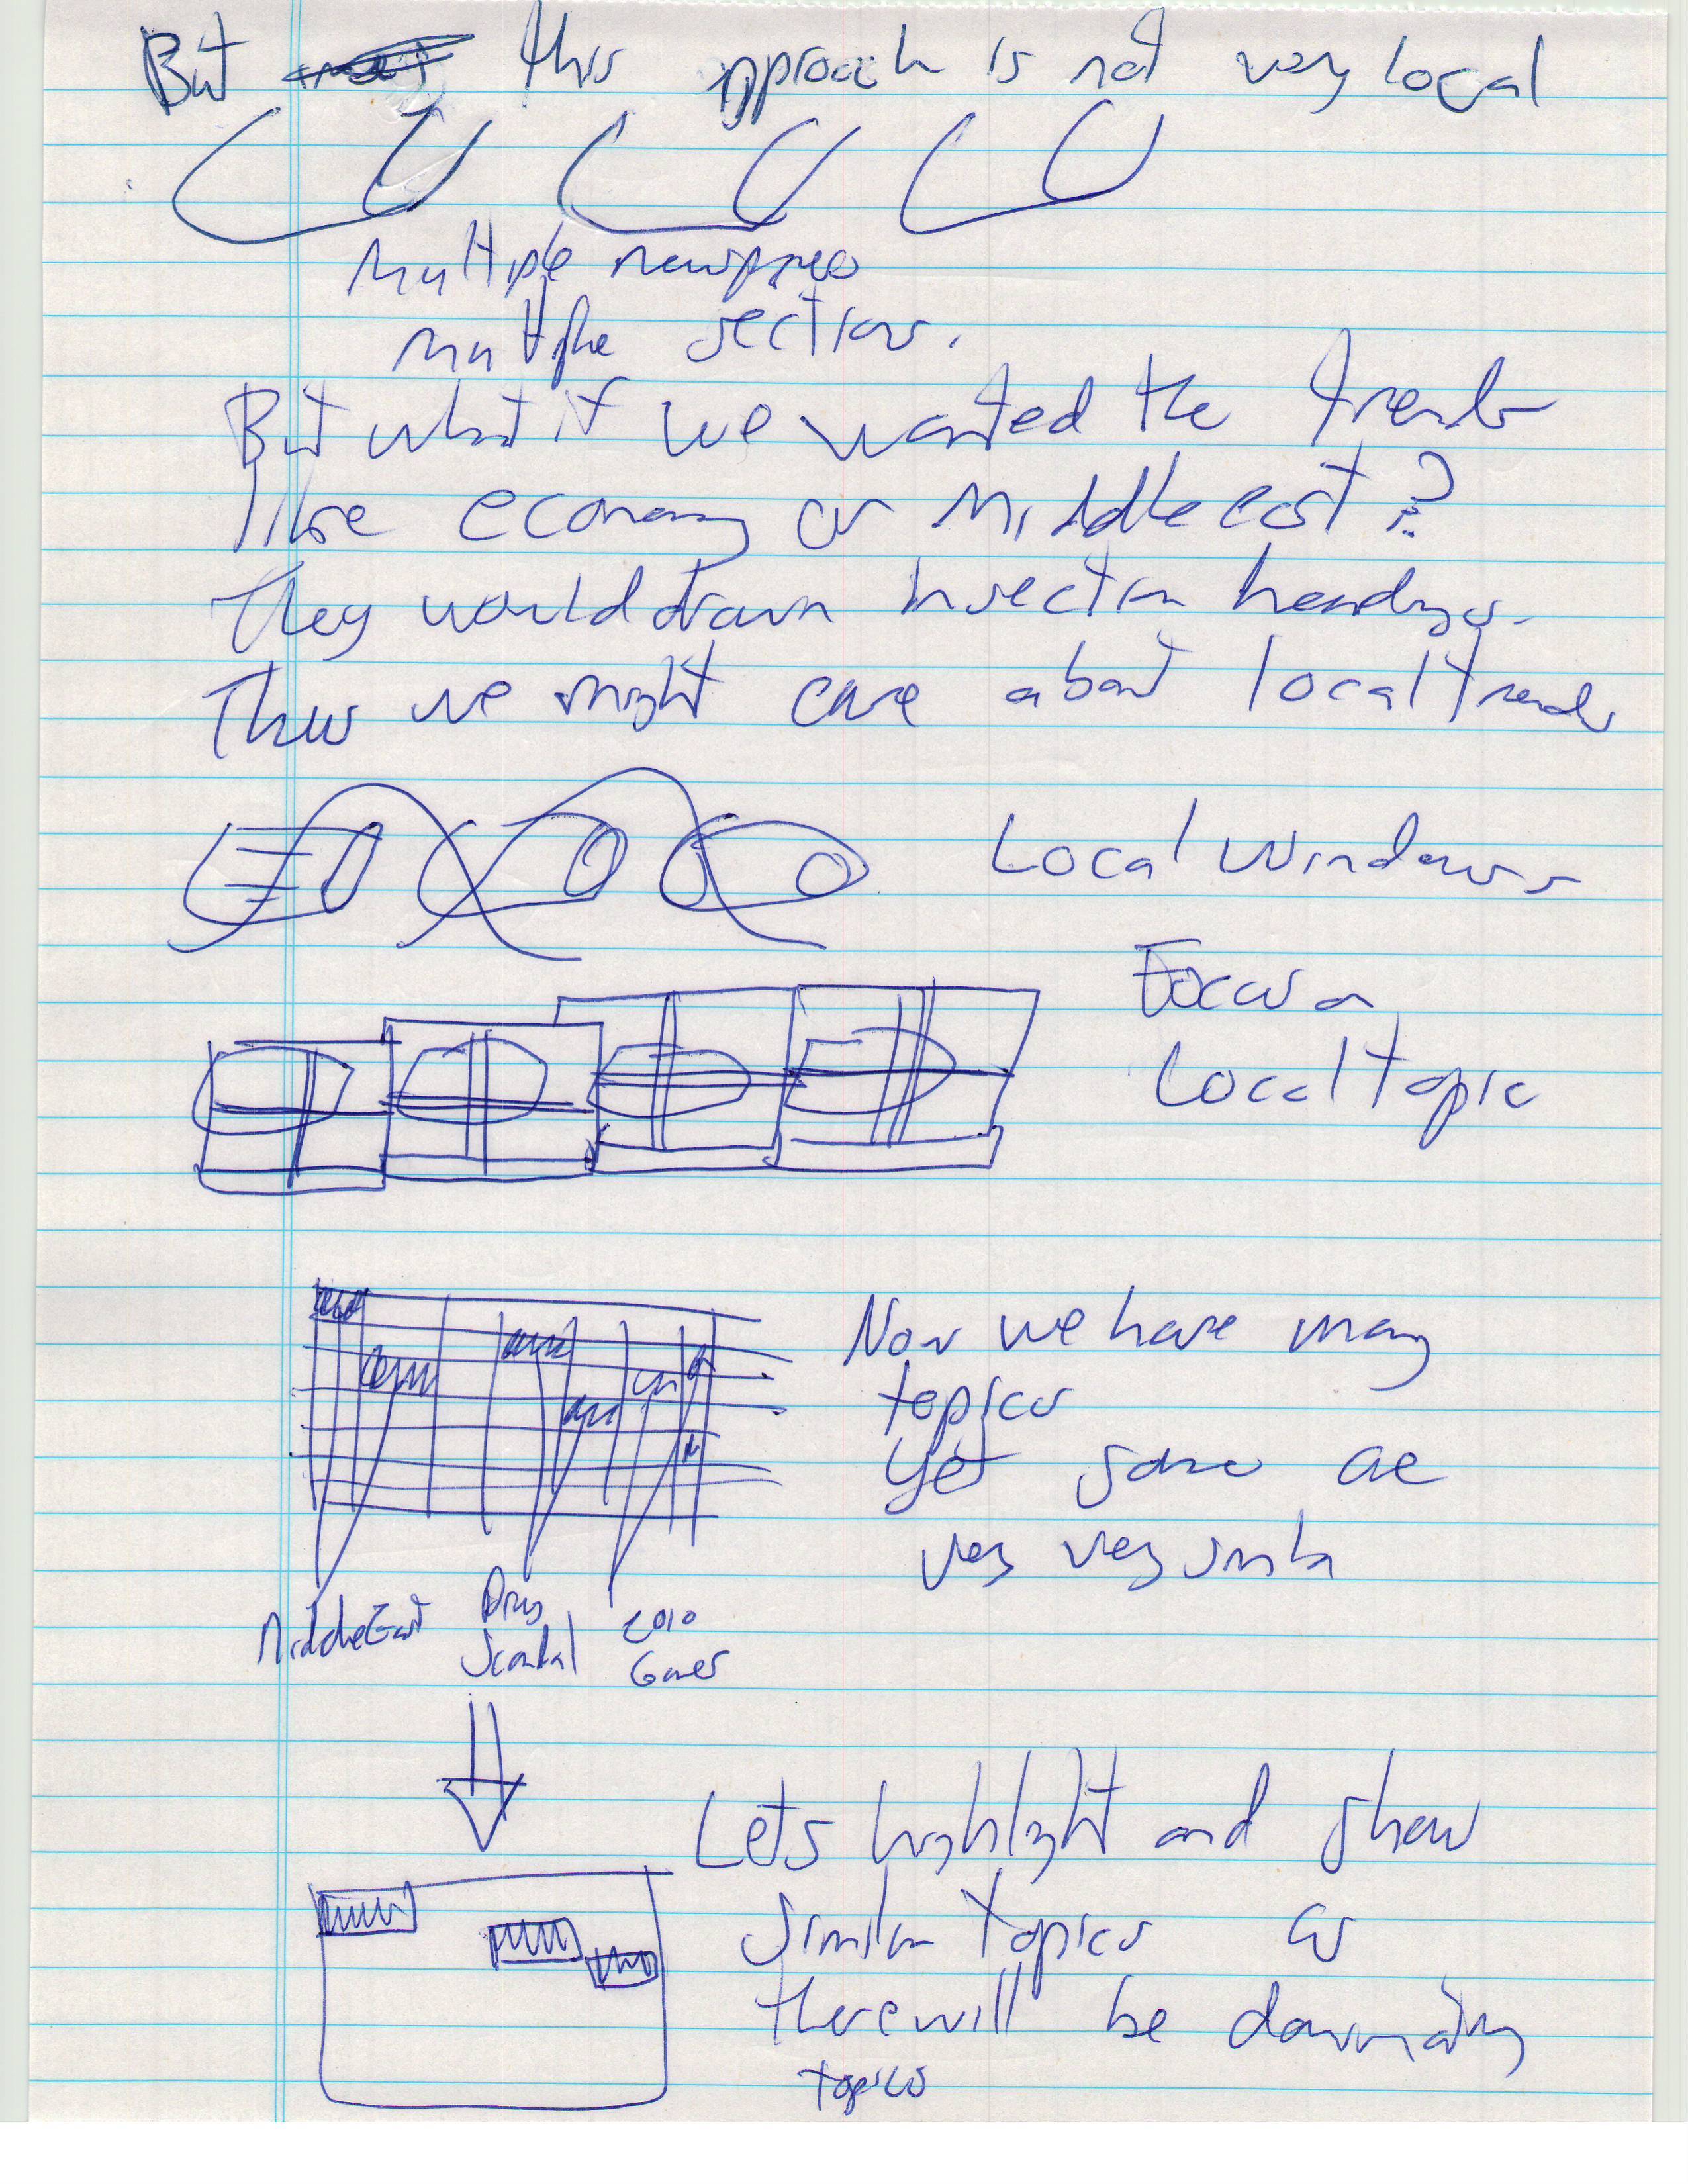 But this approach is not very local
Multiple newspapers
multiple sections.
But what if we wanted the trends
like economy or Middle east?
They would drown in section headings.
Thus we might care about local trends
Local Windows
Focus on
Local Topic
Now we have many
topics
Yet some are
very very similar
Middle East
Drug
Scandal
2010
Games
Lets highlight and show
similar topics as
there will be dominating
topics